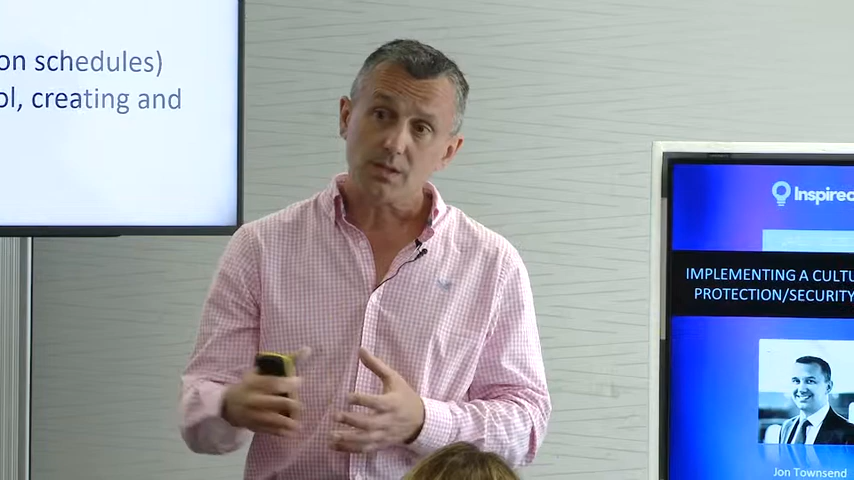 on schedules)
ol, creating and
Inspired
IMPLEMENTING A CULTU
PROTECTION/SECURITY
Jon Townsend